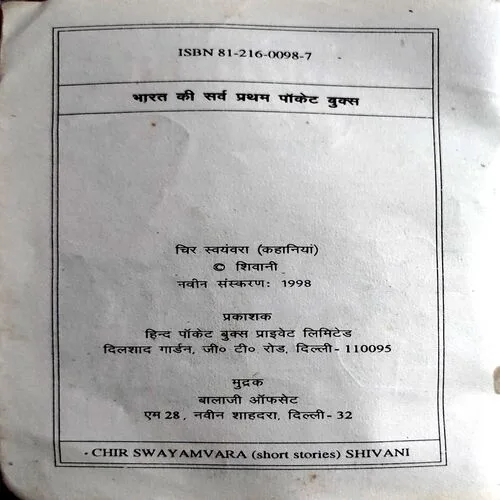 ISBN 81-216-0098-7
भारत की सर्व प्रथम पॉकेट बुक्स
चिर स्वयंवरा (कहानियां)
© शिवानी
नवीन संस्करण: 1998
प्रकाशक
हिन्द पॉकेट बुक्स प्राइवेट लिमिटेड
दिलशाद गार्डन, जी० टी० रोड, दिल्ली- 110095
मुद्रक
बालाजी ऑफसेट
एम 28, नवीन शाहदरा, दिल्ली- 32
CHIR SWAYAMVARA (short stories) SHIVANI